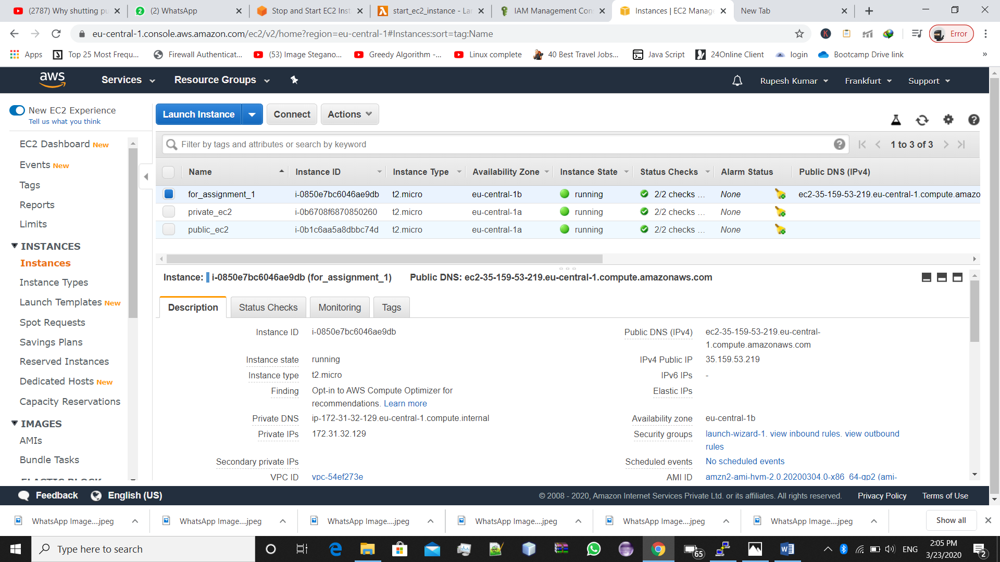 (2787) Why shutting pu
(2) WhatsApp
Stop and Start EC2 Inst
start_ec2_instance - La
IAM Management Con
Instances | EC2 Manage
New Tab
eu-central-1.console.aws.amazon.com/ec2/v2/home?region=eu-central-1#Instances:sort=tag:Name
Error
Apps
Top 25 Most Frequ...
Firewall Authenticat...
(53) Image Stegano...
Greedy Algorithm -...
Linux complete
40 Best Travel Jobs...
Java Script
24Online Client
login
Bootcamp Drive link
»
aws
Services
Resource Groups
Rupesh Kumar
Frankfurt
Support
New EC2 Experience
Tell us what you think
EC2 Dashboard New
Events New
Tags
Reports
Limits
INSTANCES
Instances
Instance Types
Launch Templates New
Spot Requests
Savings Plans
Reserved Instances
Dedicated Hosts New
Capacity Reservations
IMAGES
AMIs
Bundle Tasks
Launch Instance
Connect
Actions
Filter by tags and attributes or search by keyword
1 to 3 of 3
Name Instance ID Instance Type Availability Zone Instance State Status Checks Alarm Status Public DNS (IPv4)
for_assignment_1 i-0850e7bc6046ae9db t2.micro eu-central-1b running 2/2 checks ... None ec2-35-159-53-219.eu-central-1.compute.amazo
private_ec2 i-0b6708f6870850260 t2.micro eu-central-1a running 2/2 checks ... None
public_ec2 i-0b1c6aa5a8dbbc74d t2.micro eu-central-1a running 2/2 checks ... None
Instance: i-0850e7bc6046ae9db (for_assignment_1) Public DNS: ec2-35-159-53-219.eu-central-1.compute.amazonaws.com
Description
Status Checks
Monitoring
Tags
Instance ID i-0850e7bc6046ae9db
Instance state running
Instance type t2.micro
Finding Opt-in to AWS Compute Optimizer for
recommendations. Learn more
Private DNS ip-172-31-32-129.eu-central-1.compute.internal
Private IPs 172.31.32.129
Secondary private IPs
VPC ID vpc-54ef273e
Public DNS (IPv4) ec2-35-159-53-219.eu-central-
1.compute.amazonaws.com
IPv4 Public IP 35.159.53.219
IPv6 IPs -
Elastic IPs
Availability zone eu-central-1b
Security groups launch-wizard-1. view inbound rules. view outbound
rules
Scheduled events No scheduled events
AMI ID amzn2-ami-hvm-2.0.20200304.0-x86_64-gp2 (ami-
Feedback
English (US)
© 2008 - 2020, Amazon Internet Services Private Ltd. or its affiliates. All rights reserved.
Privacy Policy
Terms of Use
WhatsApp Image....jpeg
WhatsApp Image....jpeg
WhatsApp Image....jpeg
WhatsApp Image....jpeg
WhatsApp Image....jpeg
WhatsApp Image....jpeg
Show all
Type here to search
65
ENG
2:05 PM
3/23/2020
2